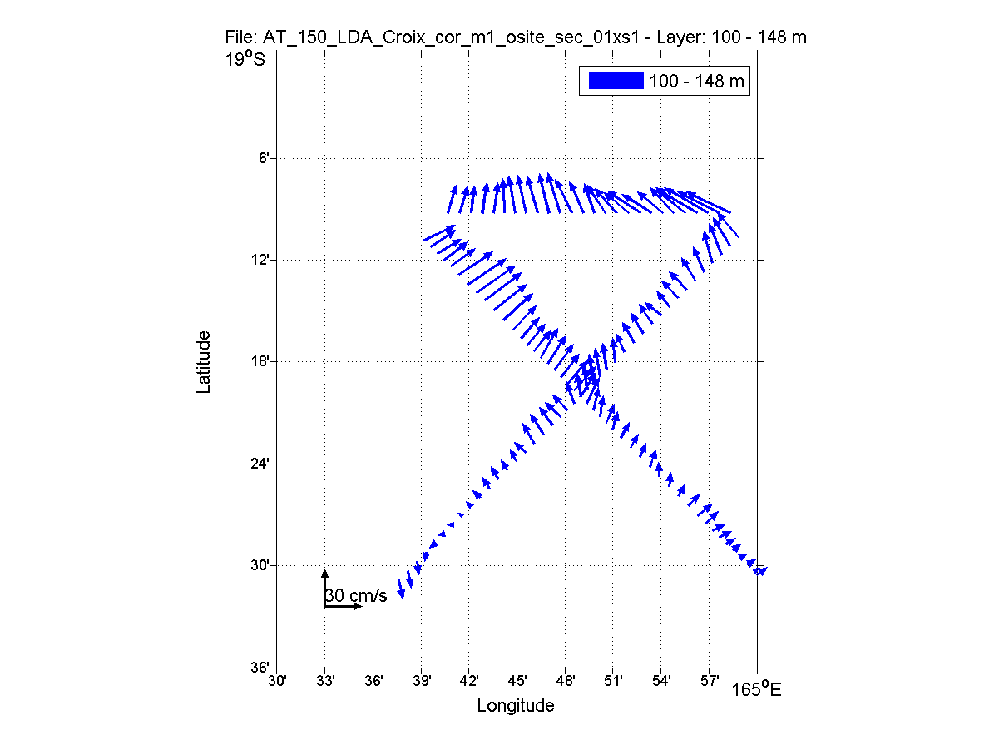 File: AT_150_LDA_Croix_cor_m1_osite_sec_01xs1 - Layer: 100 - 148 m
19°S
100 - 148 m
6'
12'
18'
24'
30'
36'
Latitude
30 cm/s
30' 33' 36' 39' 42' 45' 48' 51' 54' 57' 165°E
Longitude